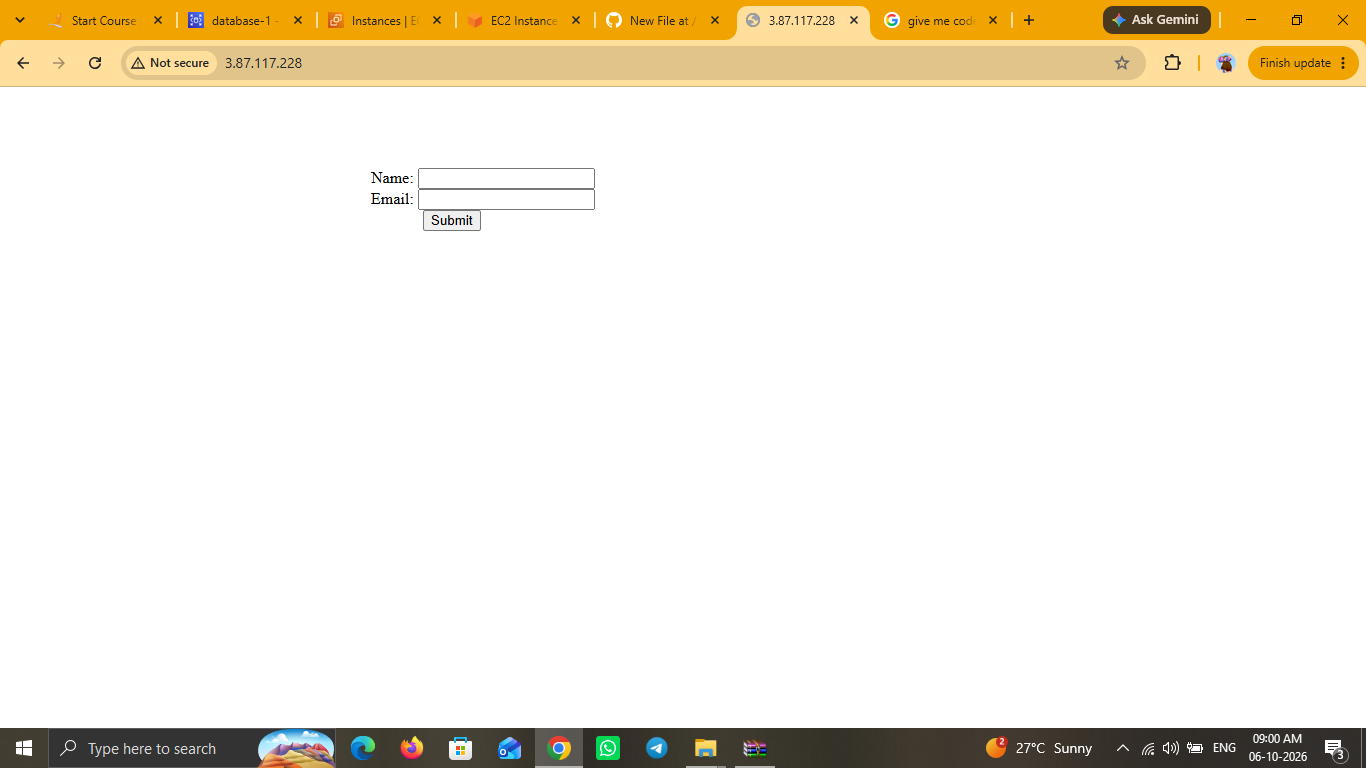 Start Course
database-1 -
Instances | E
EC2 Instance
New File at /
3.87.117.228
give me cod
Ask Gemini
Not secure
3.87.117.228
Finish update
Name:
Email:
Submit
Type here to search
2
27°C Sunny
ENG
09:00 AM
06-10-2026
3